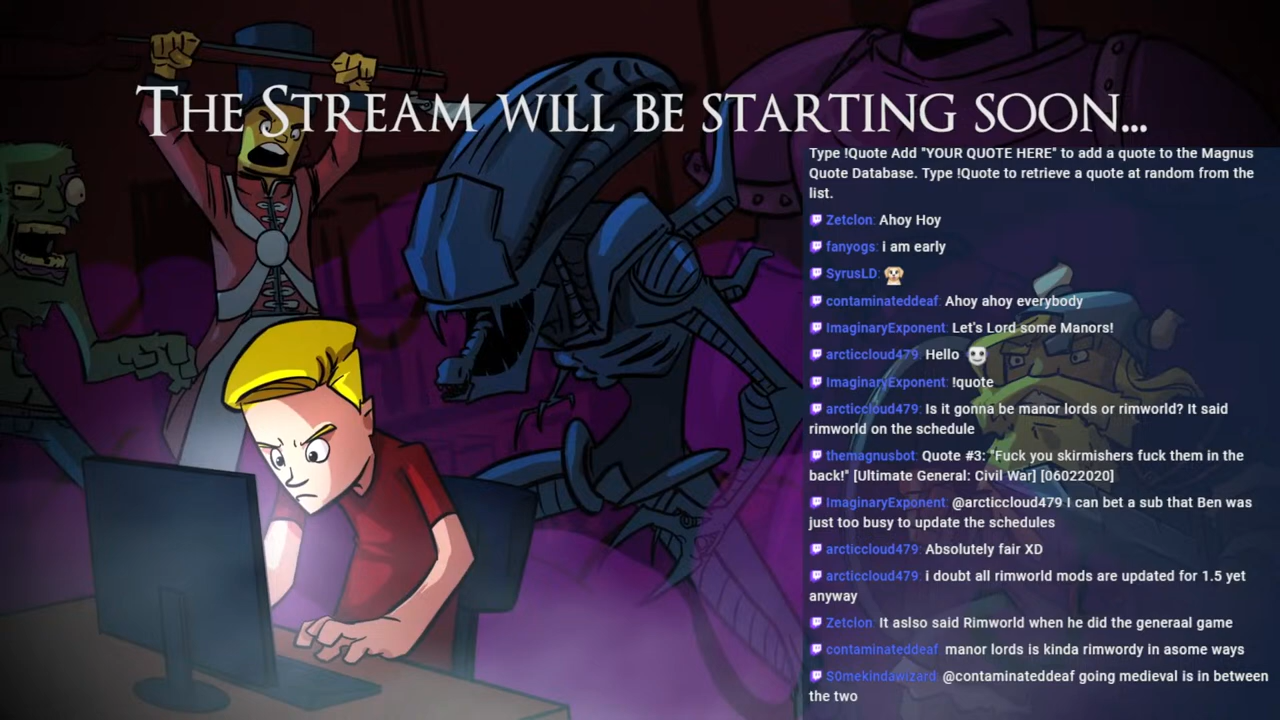 The Stream will be starting soon...
Type !Quote Add "YOUR QUOTE HERE" to add a quote to the Magnus
Quote Database. Type !Quote to retrieve a quote at random from the
list.
Zetclon: Ahoy Hoy
fanyogs: i am early
SyrusLD:
contaminateddeaf: Ahoy ahoy everybody
ImaginaryExponent: Let's Lord some Manors!
arcticcloud479: Hello
ImaginaryExponent: !quote
arcticcloud479: Is it gonna be manor lords or rimworld? It said
rimworld on the schedule
themagnusbot: Quote #3: "Fuck you skirmishers fuck them in the
back!" [Ultimate General: Civil War] [06022020]
ImaginaryExponent: @arcticcloud479 I can bet a sub that Ben was
just too busy to update the schedules
arcticcloud479: Absolutely fair XD
arcticcloud479: i doubt all rimworld mods are updated for 1.5 yet
anyway
Zetclon: It aslso said Rimworld when he did the generaal game
contaminateddeaf: manor lords is kinda rimwordy in asome ways
S0mekindawizard: @contaminateddeaf going medieval is in between
the two